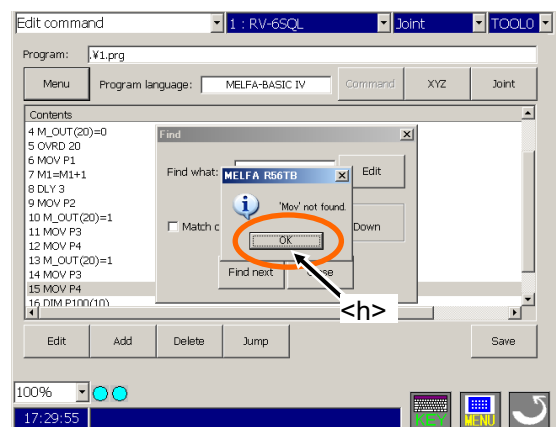 Edit command 1 : RV-6SQL Joint TOOL0
Program: .¥1.prg
Menu Program language: MELFA-BASIC IV Command XYZ Joint
Contents
4 M_OUT(20)=0
5 OVRD 20
6 MOV P1
7 M1=M1+1
8 DLY 3
9 MOV P2
10 M_OUT(20)=1
11 MOV P3
12 MOV P4
13 M_OUT(20)=1
14 MOV P3
15 MOV P4
16 DIM P100(10)
Find
Find what: Edit
MELFA R56TB
'Mov' not found.
Match c Down
OK
Find next
<h>
Edit Add Delete Jump Save
100%
17:29:55 KEY MENU